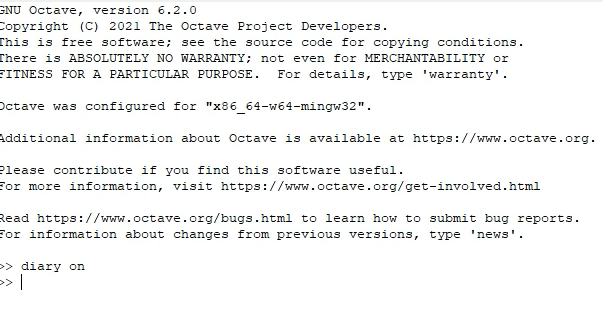 GNU Octave, version 6.2.0
Copyright (C) 2021 The Octave Project Developers.
This is free software; see the source code for copying conditions.
There is ABSOLUTELY NO WARRANTY; not even for MERCHANTABILITY or
FITNESS FOR A PARTICULAR PURPOSE.  For details, type 'warranty'.
Octave was configured for "x86_64-w64-mingw32".
Additional information about Octave is available at https://www.octave.org.
Please contribute if you find this software useful.
For more information, visit https://www.octave.org/get-involved.html
Read https://www.octave.org/bugs.html to learn how to submit bug reports.
For information about changes from previous versions, type 'news'.
>> diary on
>>